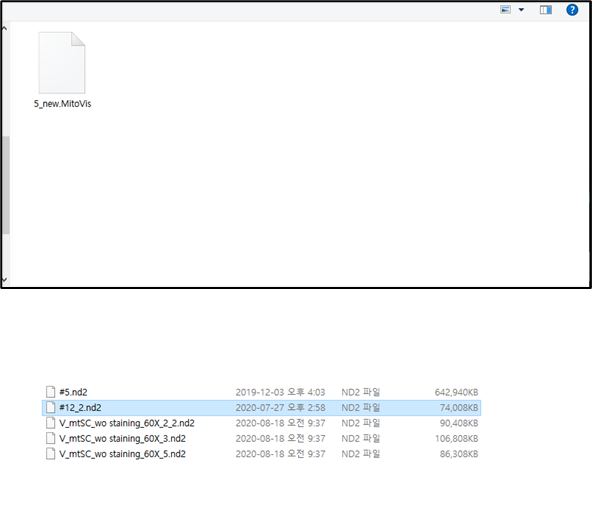 5_new.MitoVis
#5.nd2 2019-12-03 오후 4:03 ND2 파일 642,940KB
#12_2.nd2 2020-07-27 오후 2:58 ND2 파일 74,008KB
V_mtSC_wo staining_60X_2_2.nd2 2020-08-18 오전 9:37 ND2 파일 90,408KB
V_mtSC_wo staining_60X_3.nd2 2020-08-18 오전 9:37 ND2 파일 106,808KB
V_mtSC_wo staining_60X_5.nd2 2020-08-18 오전 9:37 ND2 파일 86,308KB